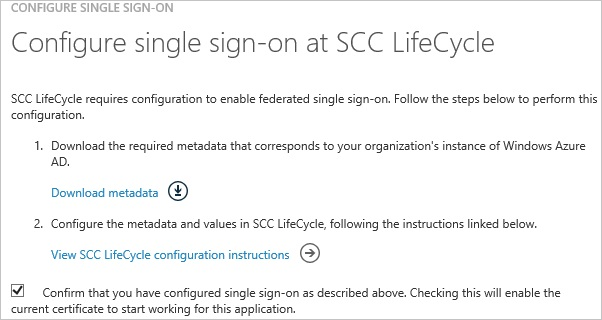 CONFIGURE SINGLE SIGN-ON
Configure single sign-on at SCC LifeCycle
SCC LifeCycle requires configuration to enable federated single sign-on. Follow the steps below to perform this
configuration.
1. Download the required metadata that corresponds to your organization's instance of Windows Azure
AD.
Download metadata
2. Configure the metadata and values in SCC LifeCycle, following the instructions linked below.
View SCC LifeCycle configuration instructions
Confirm that you have configured single sign-on as described above. Checking this will enable the
current certificate to start working for this application.